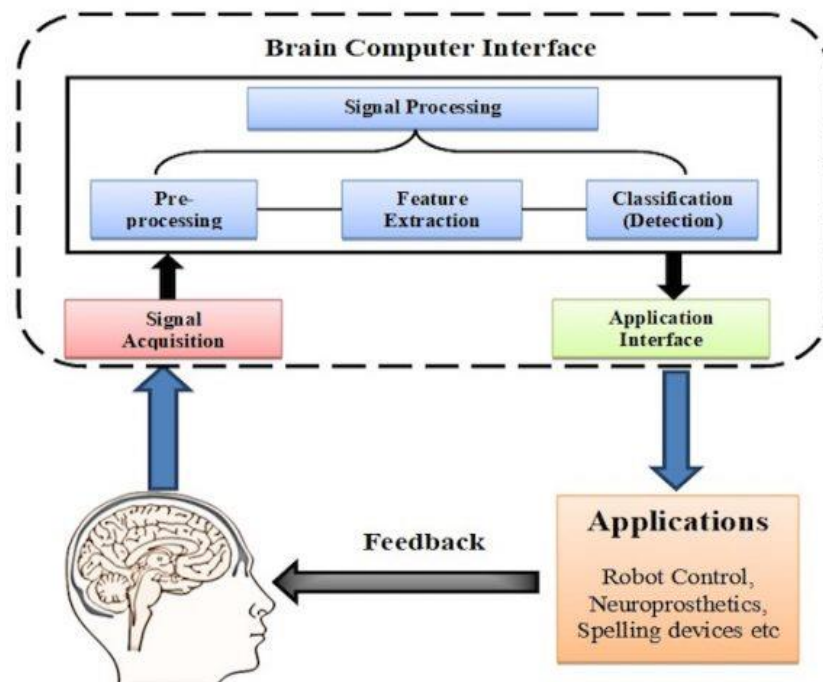 Brain Computer Interface
Signal Processing
Pre-
processing
Feature
Extraction
Classification
(Detection)
Signal
Acquisition
Application
Interface
Feedback
Applications
Robot Control,
Neuroprosthetics,
Spelling devices etc